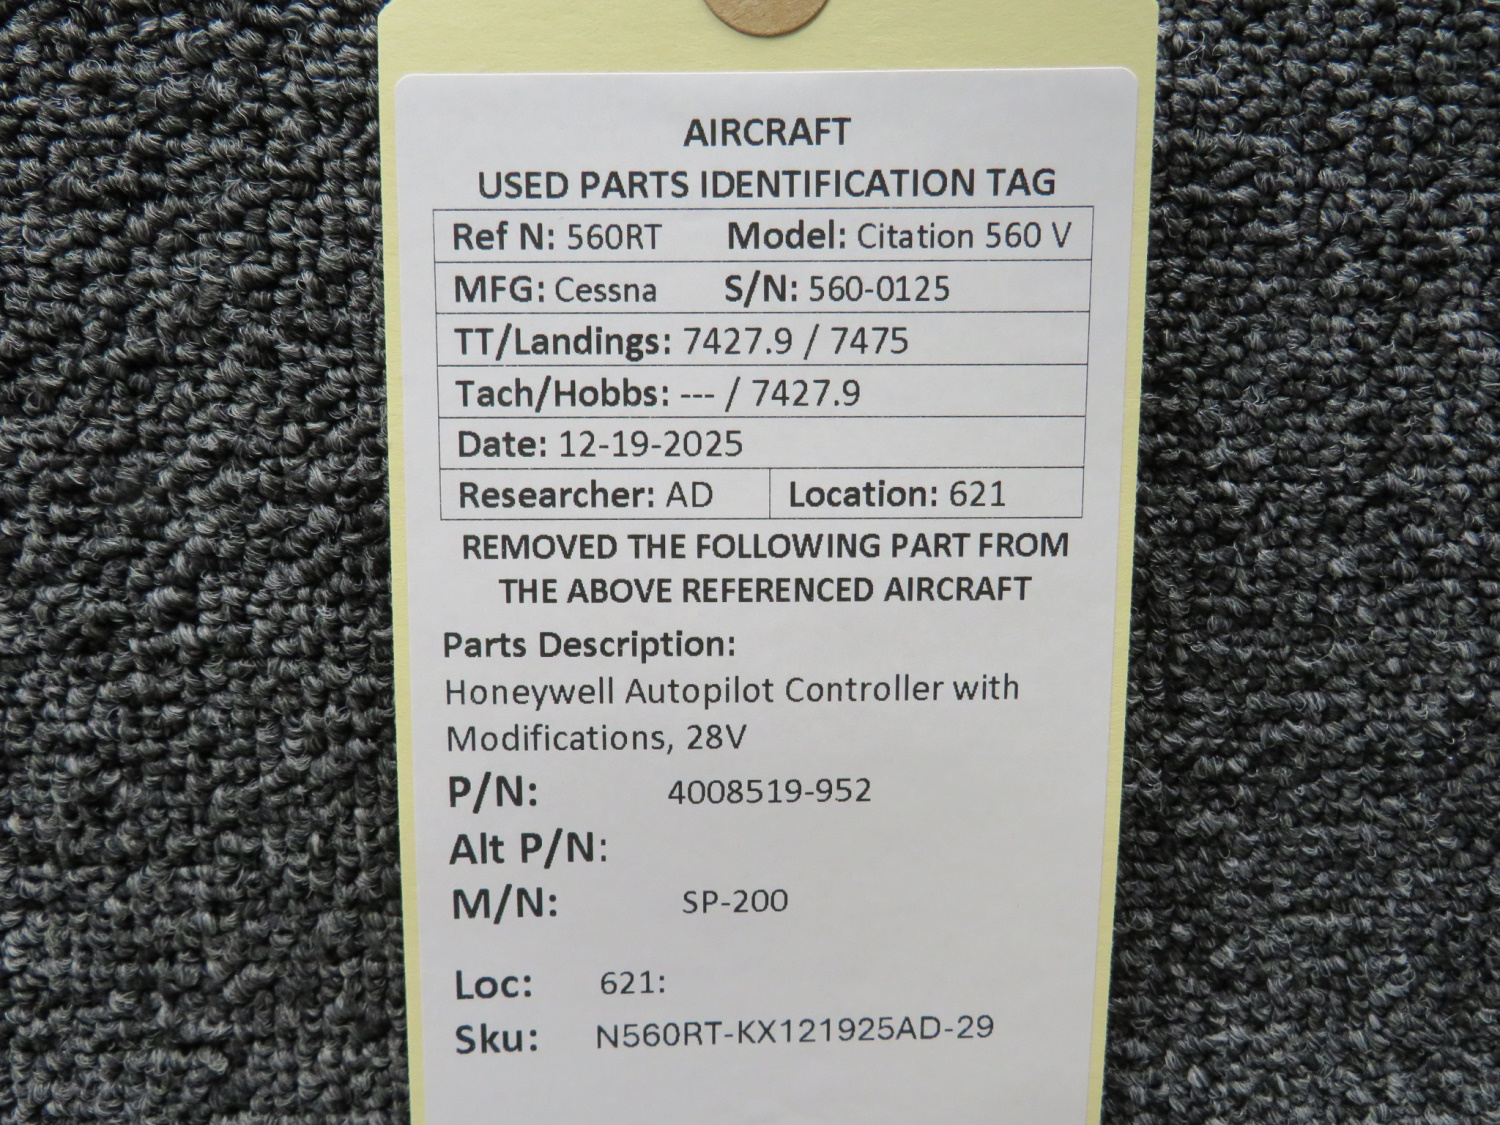 AIRCRAFT
USED PARTS IDENTIFICATION TAG
Ref N: 560RT Model: Citation 560 V
MFG: Cessna S/N: 560-0125
TT/Landings: 7427.9 / 7475
Tach/Hobbs: --- / 7427.9
Date: 12-19-2025
Researcher: AD Location: 621
REMOVED THE FOLLOWING PART FROM
THE ABOVE REFERENCED AIRCRAFT
Parts Description:
Honeywell Autopilot Controller with
Modifications, 28V
P/N: 4008519-952
Alt P/N:
M/N: SP-200
Loc: 621:
Sku: N560RT-KX121925AD-29